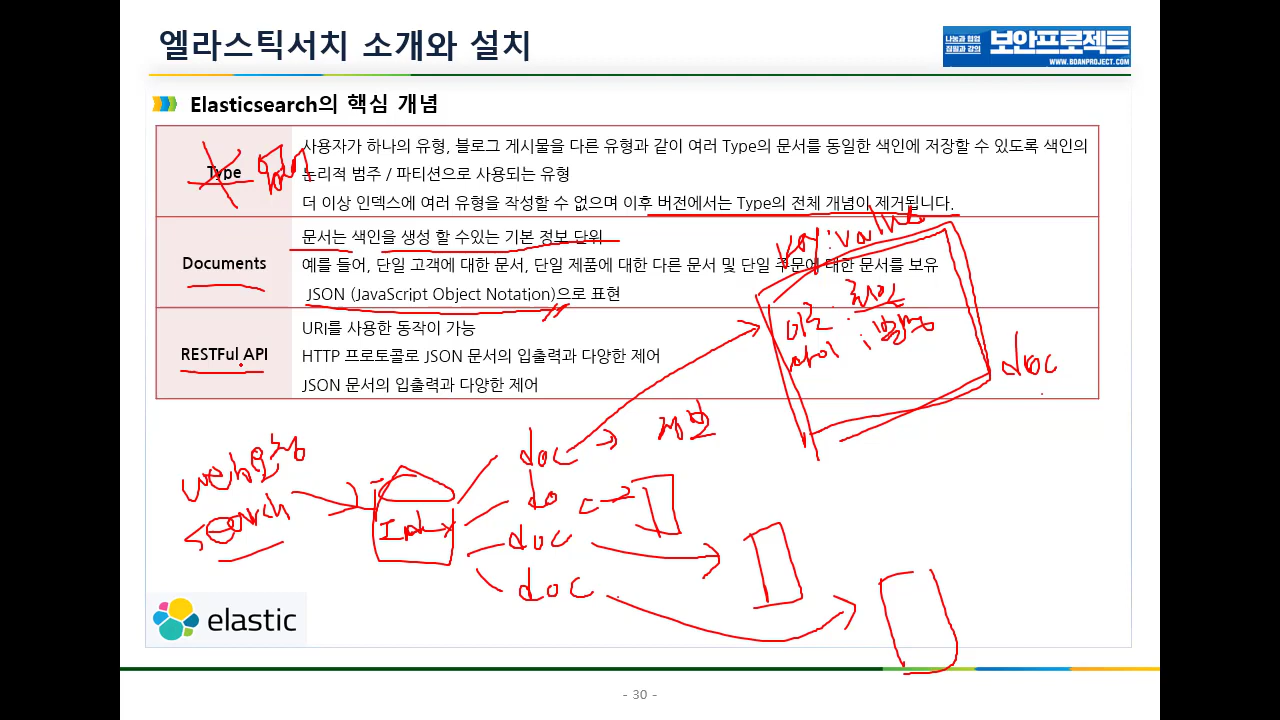 엘라스틱서치 소개와 설치
나눔과 협업
집필과 강의
보안프로젝트
WWW.BOANPROJECT.COM
Elasticsearch의 핵심 개념
Type
사용자가 하나의 유형, 블로그 게시물을 다른 유형과 같이 여러 Type의 문서를 동일한 색인에 저장할 수 있도록 색인의
논리적 범주 / 파티션으로 사용되는 유형
더 이상 인덱스에 여러 유형을 작성할 수 없으며 이후 버전에서는 Type의 전체 개념이 제거됩니다.
key:value
Documents
문서는 색인을 생성 할 수있는 기본 정보 단위
예를 들어, 단일 고객에 대한 문서, 단일 제품에 대한 다른 문서 및 단일 주문에 대한 문서를 보유
JSON (JavaScript Object Notation)으로 표현
이름 :
나이 :
doc
RESTFul API
URI를 사용한 동작이 가능
HTTP 프로토콜로 JSON 문서의 입출력과 다양한 제어
JSON 문서의 입출력과 다양한 제어
web
search
Index
doc
정보
doc
doc
doc
elastic
- 30 -